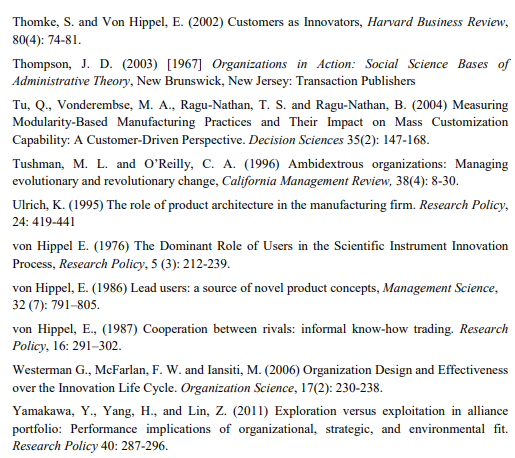 Thomke, S. and Von Hippel, E. (2002) Customers as Innovators, Harvard Business Review,
80(4): 74-81.
Thompson, J. D. (2003) [1967] Organizations in Action: Social Science Bases of
Administrative Theory, New Brunswick, New Jersey: Transaction Publishers
Tu, Q., Vonderembse, M. A., Ragu-Nathan, T. S. and Ragu-Nathan, B. (2004) Measuring
Modularity-Based Manufacturing Practices and Their Impact on Mass Customization
Capability: A Customer-Driven Perspective. Decision Sciences 35(2): 147-168.
Tushman, M. L. and O’Reilly, C. A. (1996) Ambidextrous organizations: Managing
evolutionary and revolutionary change, California Management Review, 38(4): 8-30.
Ulrich, K. (1995) The role of product architecture in the manufacturing firm. Research Policy,
24: 419-441
von Hippel E. (1976) The Dominant Role of Users in the Scientific Instrument Innovation
Process, Research Policy, 5 (3): 212-239.
von Hippel, E. (1986) Lead users: a source of novel product concepts, Management Science,
32 (7): 791–805.
von Hippel, E., (1987) Cooperation between rivals: informal know-how trading. Research
Policy, 16: 291–302.
Westerman G., McFarlan, F. W. and Iansiti, M. (2006) Organization Design and Effectiveness
over the Innovation Life Cycle. Organization Science, 17(2): 230-238.
Yamakawa, Y., Yang, H., and Lin, Z. (2011) Exploration versus exploitation in alliance
portfolio: Performance implications of organizational, strategic, and environmental fit.
Research Policy 40: 287-296.